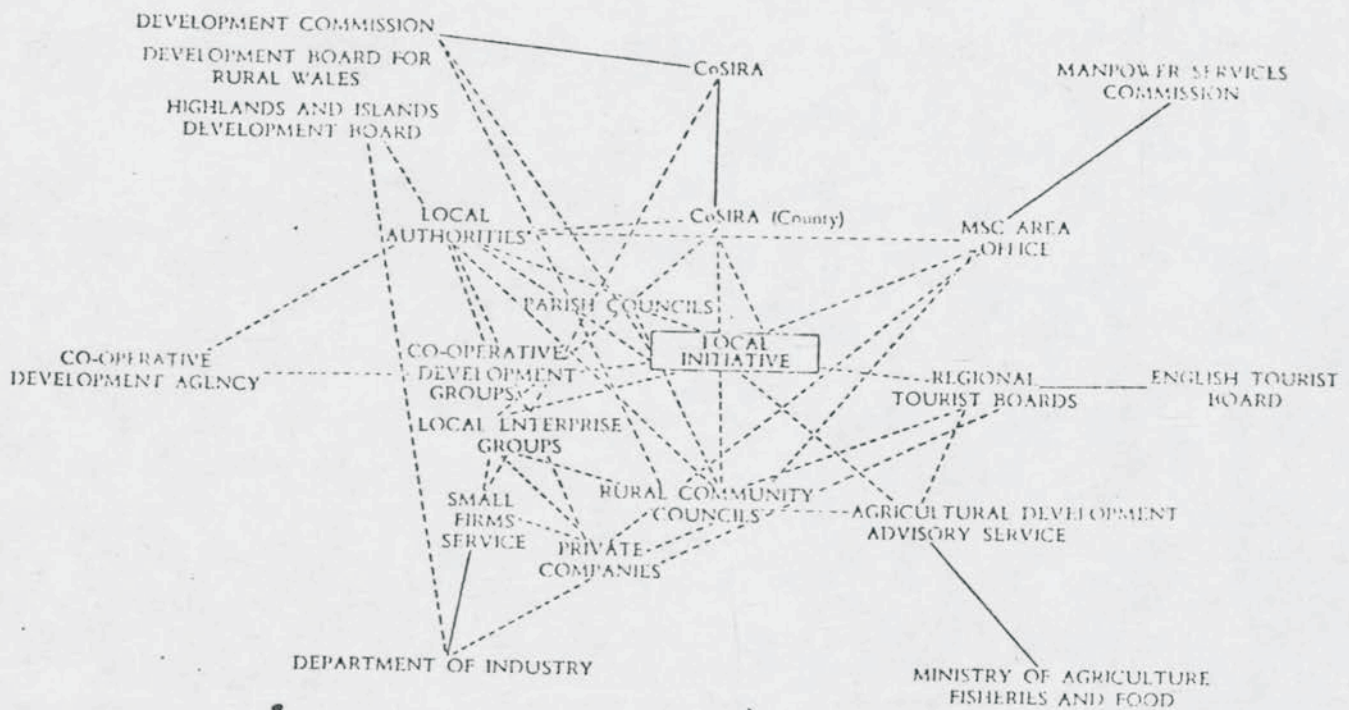 DEVELOPMENT COMMISSION
DEVELOPMENT BOARD FOR
RURAL WALES
HIGHLANDS AND ISLANDS
DEVELOPMENT BOARD
CoSIRA
MANPOWER SERVICES
COMMISSION
LOCAL
AUTHORITIES
CoSIRA (County)
MSC AREA
OFFICE
PARISH COUNCILS
LOCAL
INITIATIVE
CO-OPERATIVE
DEVELOPMENT AGENCY
CO-OPERATIVE
DEVELOPMENT
GROUPS
REGIONAL
TOURIST BOARDS
ENGLISH TOURIST
BOARD
LOCAL ENTERPRISE
GROUPS
SMALL
FIRMS
SERVICE
RURAL COMMUNITY
COUNCILS
AGRICULTURAL DEVELOPMENT
ADVISORY SERVICE
PRIVATE
COMPANIES
DEPARTMENT OF INDUSTRY
MINISTRY OF AGRICULTURE
FISHERIES AND FOOD